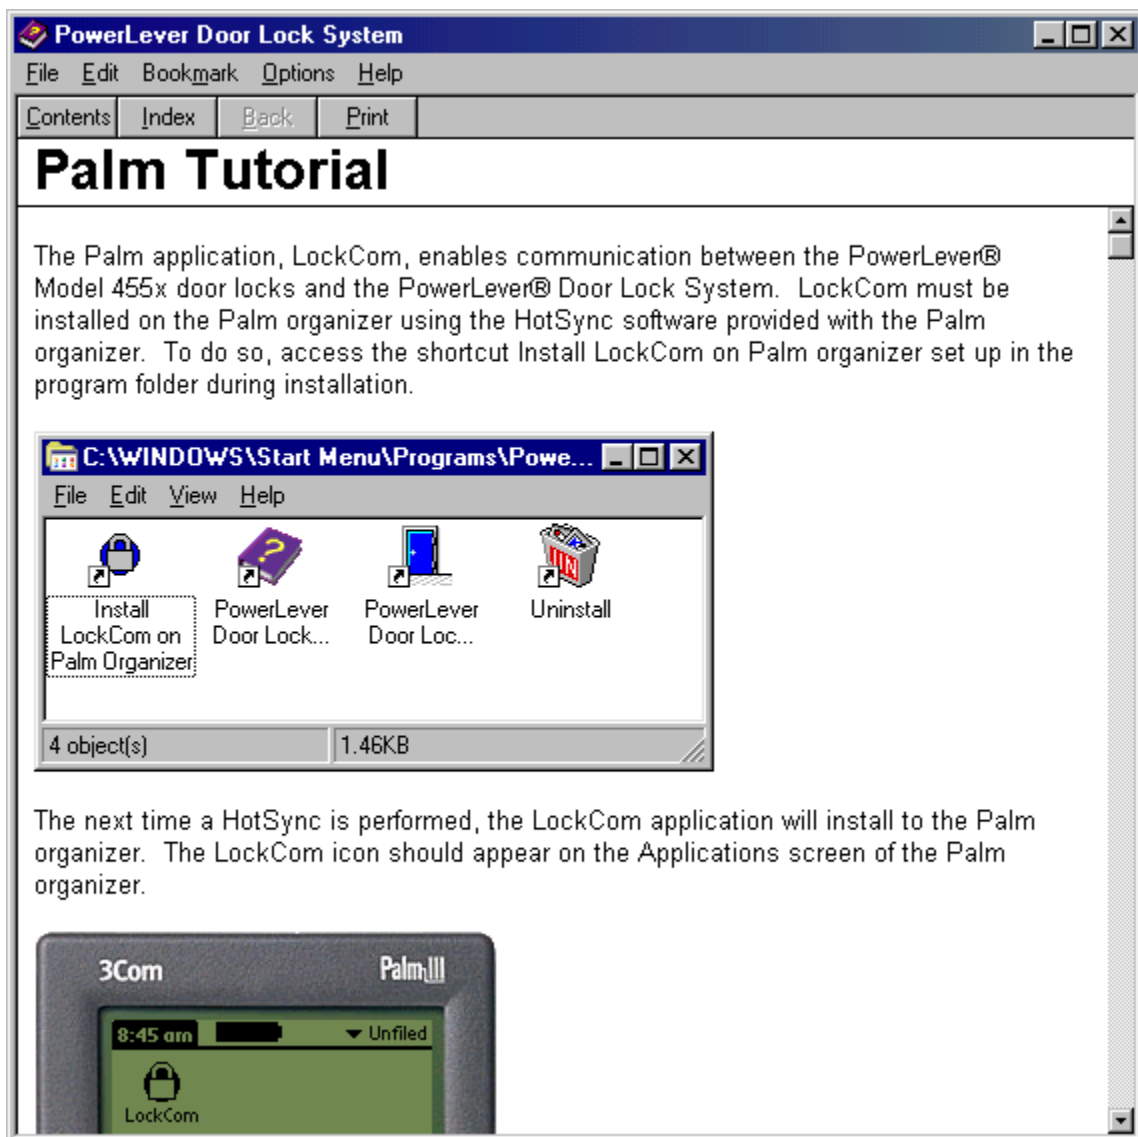 PowerLever Door Lock System
File Edit Bookmark Options Help
Contents Index Back Print
Palm Tutorial
The Palm application, LockCom, enables communication between the PowerLever®
Model 455x door locks and the PowerLever® Door Lock System.  LockCom must be
installed on the Palm organizer using the HotSync software provided with the Palm
organizer.  To do so, access the shortcut Install LockCom on Palm organizer set up in the
program folder during installation.
C:\WINDOWS\Start Menu\Programs\Powe...
File Edit View Help
UN
Install
LockCom on
Palm Organizer
PowerLever
Door Lock...
PowerLever
Door Loc...
Uninstall
4 object(s) 1.46KB
The next time a HotSync is performed, the LockCom application will install to the Palm
organizer.  The LockCom icon should appear on the Applications screen of the Palm
organizer.
3Com PalmIII
8:45 am Unfiled
LockCom